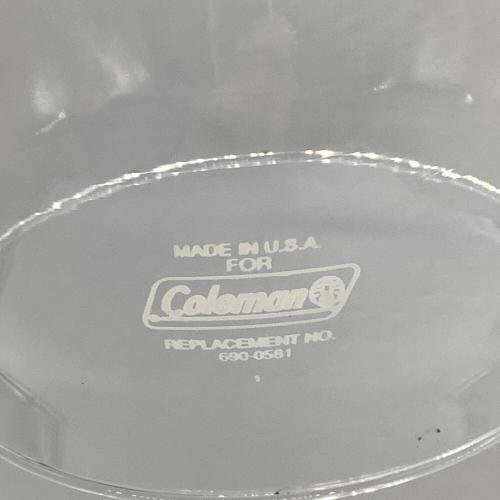 MADE IN U.S.A.
FOR
Coleman
REPLACEMENT NO.
690-0581